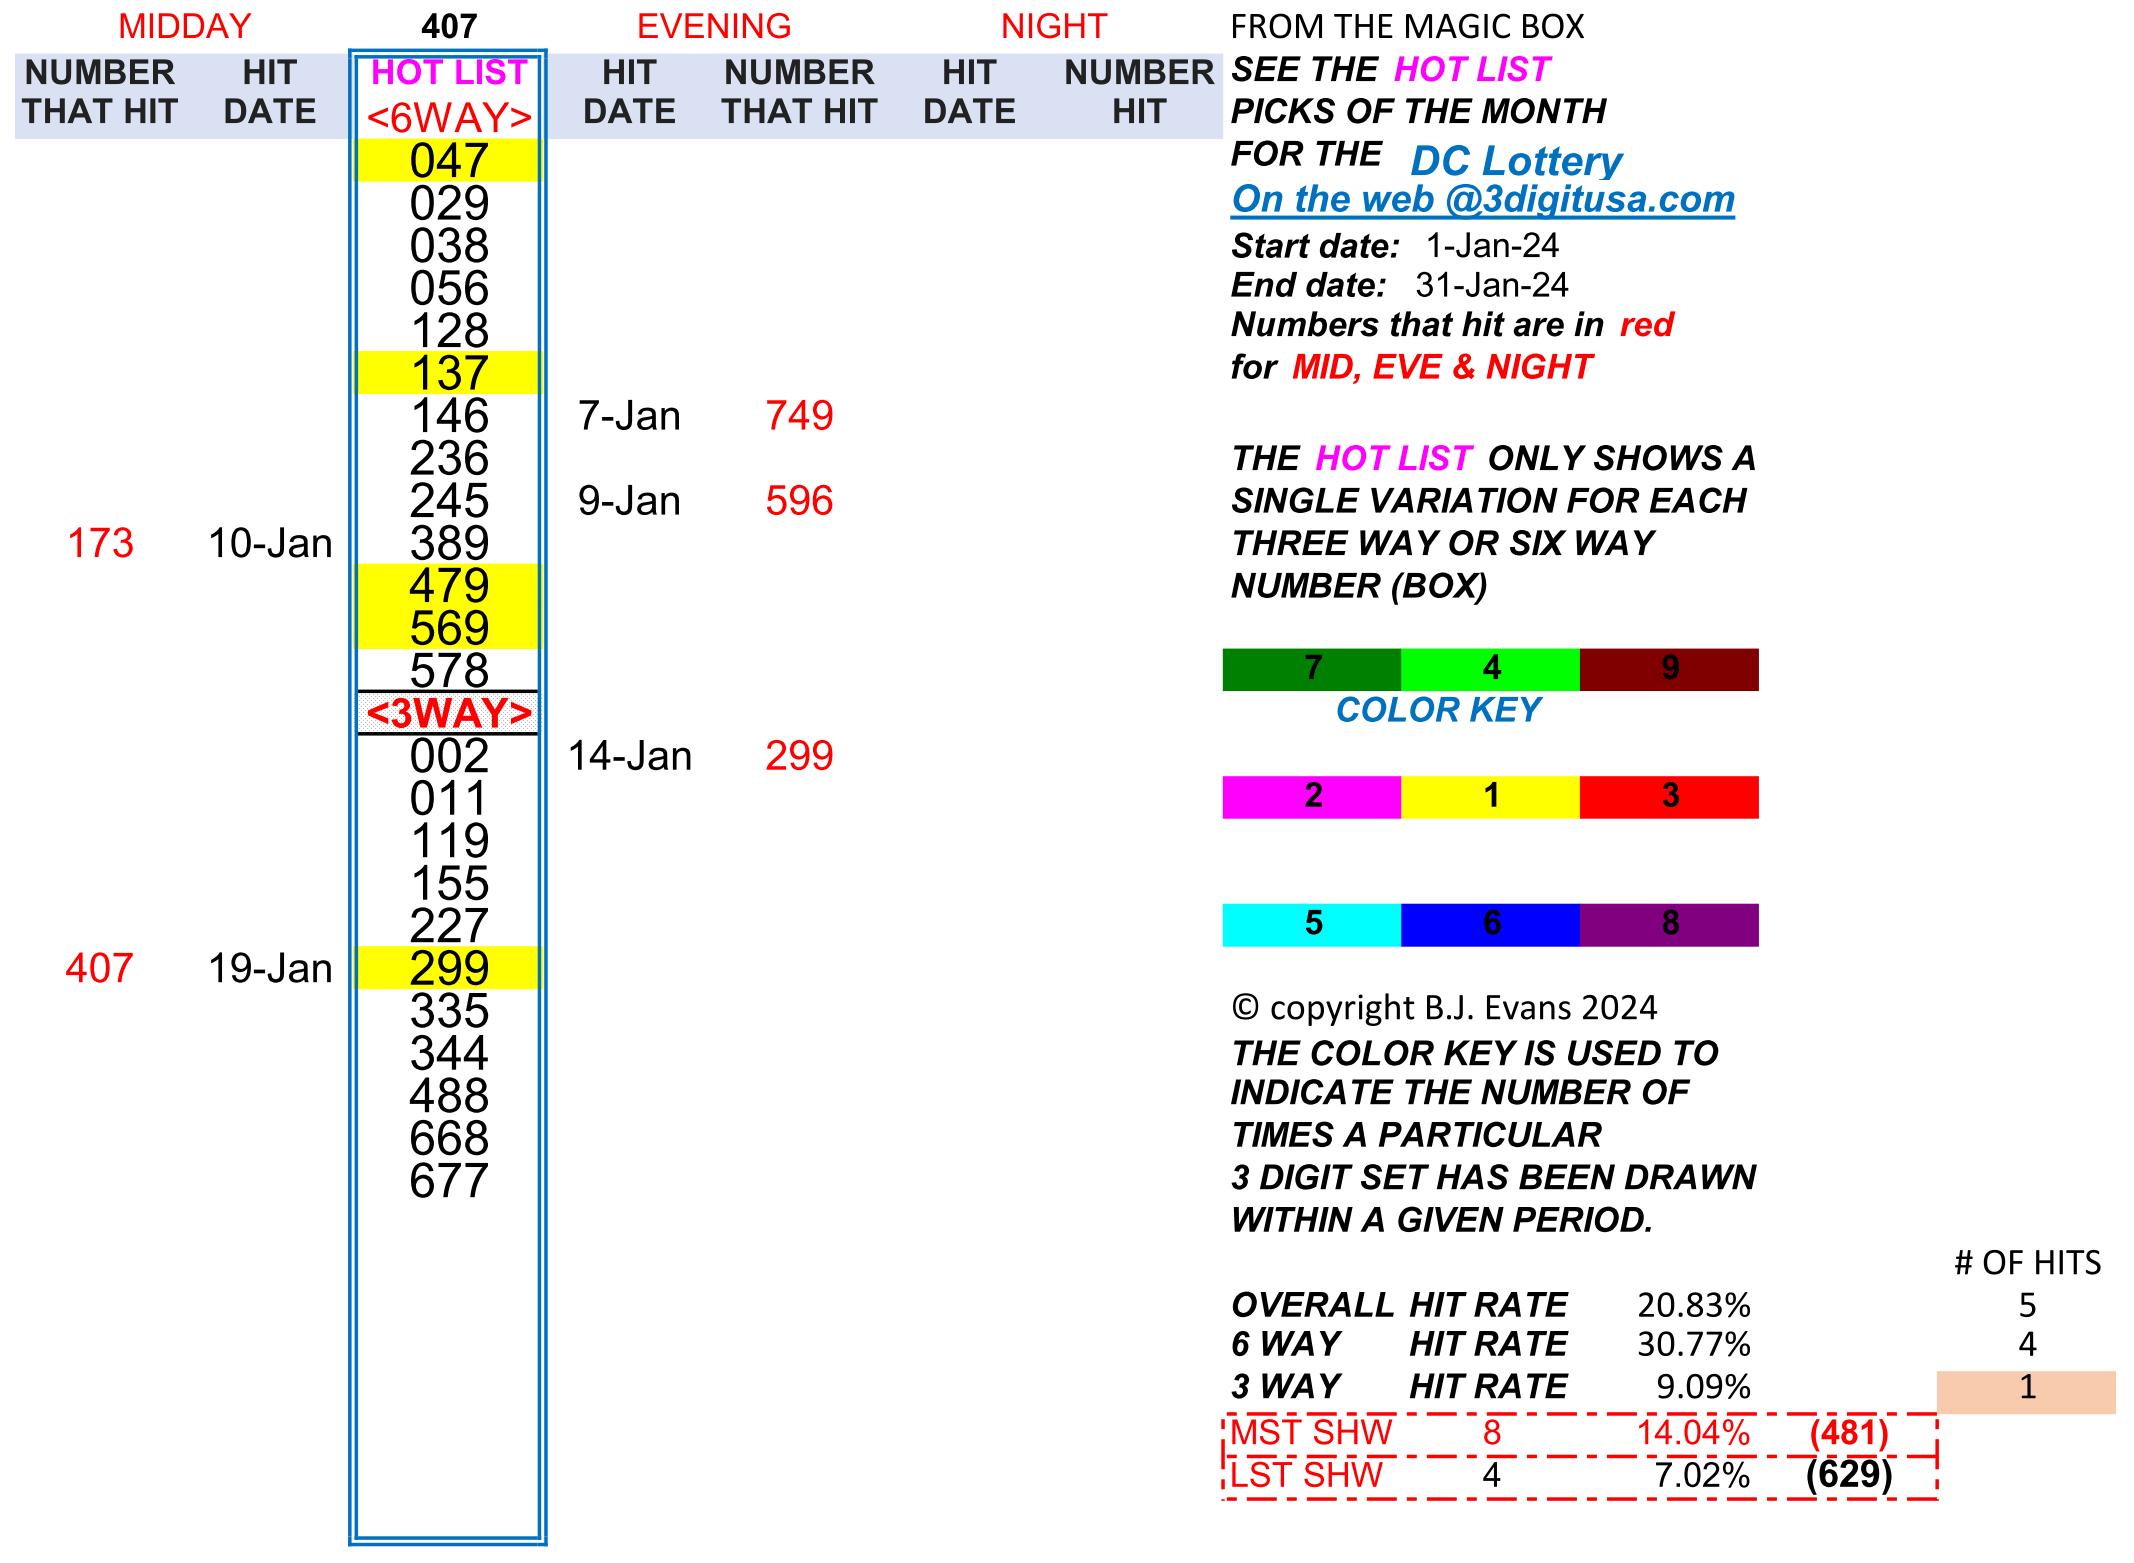 MIDDAY 407 EVENING NIGHT FROM THE MAGIC BOX
NUMBER HIT HOT LIST HIT NUMBER HIT NUMBER SEE THE HOT LIST
THAT HIT DATE <6WAY> DATE THAT HIT DATE HIT PICKS OF THE MONTH
047 FOR THE DC Lottery
029 On the web @3digitusa.com
038 Start date: 1-Jan-24
056 End date: 31-Jan-24
128 Numbers that hit are in red
137 for MID, EVE & NIGHT
146 7-Jan 749
236 THE HOT LIST ONLY SHOWS A
245 9-Jan 596 SINGLE VARIATION FOR EACH
173 10-Jan 389 THREE WAY OR SIX WAY
479 NUMBER (BOX)
569
578 7 4 9
<3WAY> COLOR KEY
002 14-Jan 299
011 2 1 3
119
155
227 5 6 8
407 19-Jan 299
335 © copyright B.J. Evans 2024
344 THE COLOR KEY IS USED TO
488 INDICATE THE NUMBER OF
668 TIMES A PARTICULAR
677 3 DIGIT SET HAS BEEN DRAWN
WITHIN A GIVEN PERIOD.
# OF HITS
OVERALL HIT RATE 20.83% 5
6 WAY HIT RATE 30.77% 4
3 WAY HIT RATE 9.09% 1
MST SHW 8 14.04% (481)
LST SHW 4 7.02% (629)